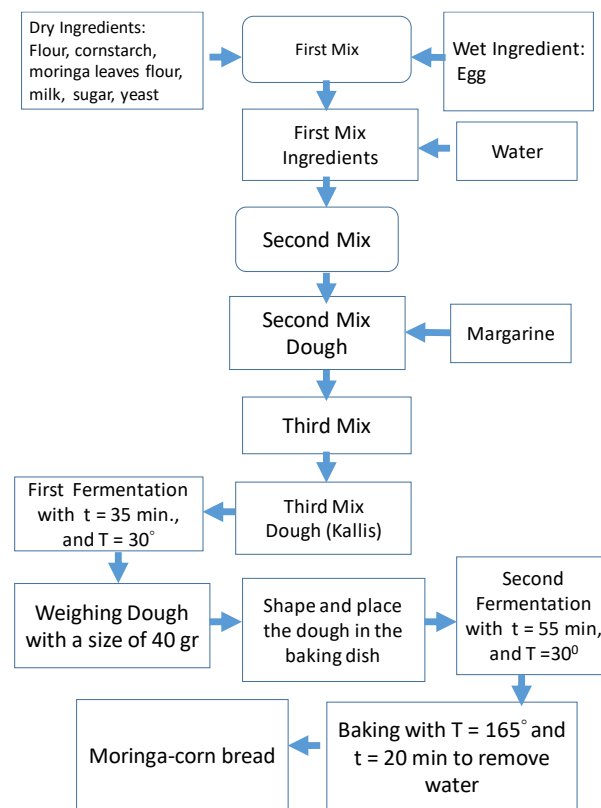 Dry Ingredients:
Flour, cornstarch,
moringa leaves flour,
milk, sugar, yeast
First Mix
Wet Ingredient:
Egg
First Mix
Ingredients
Water
Second Mix
Second Mix
Dough
Margarine
Third Mix
First Fermentation
with t = 35 min.,
and T = 30°
Third Mix
Dough (Kallis)
Weighing Dough
with a size of 40 gr
Shape and place
the dough in the
baking dish
Second
Fermentation
with t = 55 min,
and T =30⁰
Baking with T = 165° and
t = 20 min to remove
water
Moringa-corn bread